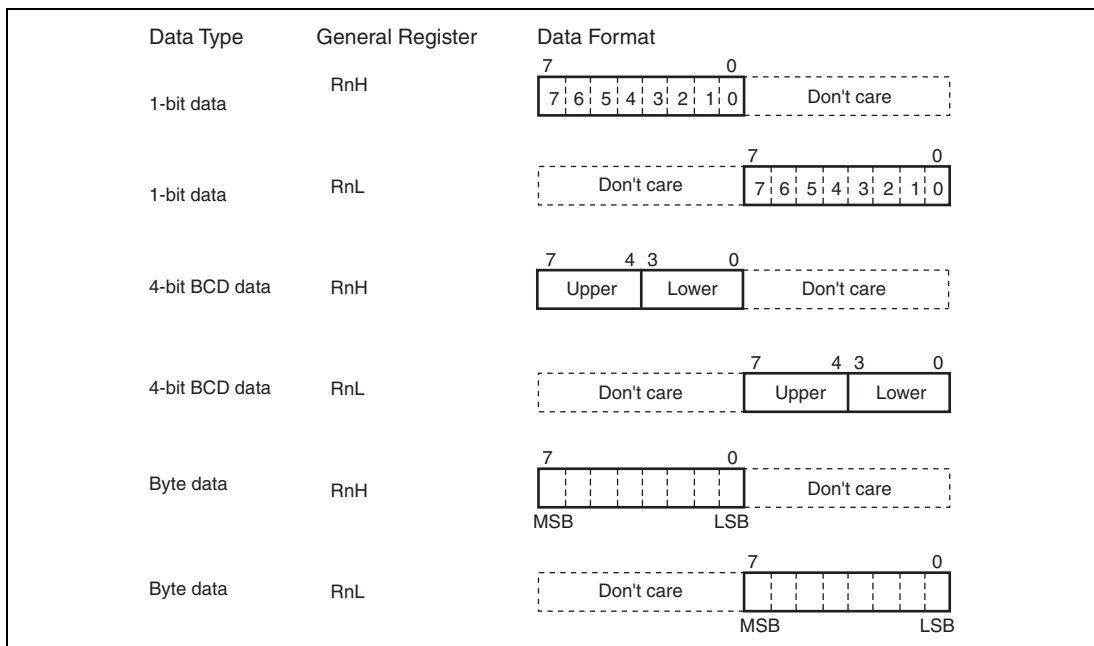 Data Type General Register Data Format
7 0
1-bit data RnH 7 6 5 4 3 2 1 0 Don't care
7 0
1-bit data RnL Don't care 7 6 5 4 3 2 1 0
7 4 3 0
4-bit BCD data RnH Upper Lower Don't care
7 4 3 0
4-bit BCD data RnL Don't care Upper Lower
7 0
Byte data RnH Don't care
MSB LSB
7 0
Byte data RnL Don't care
MSB LSB